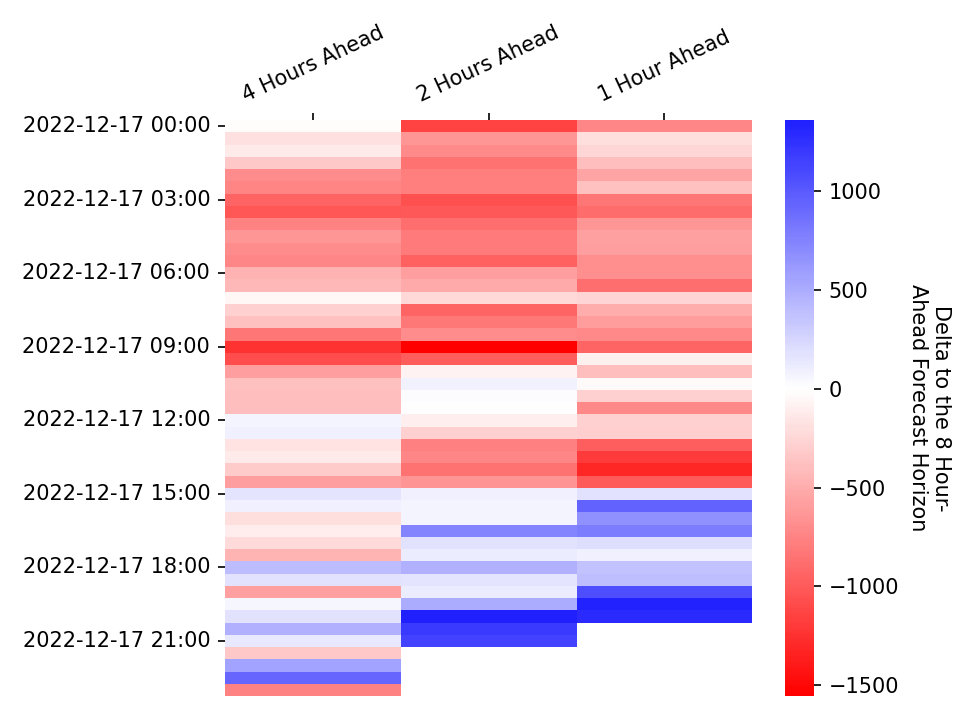 4 Hours Ahead
2 Hours Ahead
1 Hour Ahead
2022-12-17 00:00
2022-12-17 03:00
2022-12-17 06:00
2022-12-17 09:00
2022-12-17 12:00
2022-12-17 15:00
2022-12-17 18:00
2022-12-17 21:00
1000
500
0
−500
−1000
−1500
Delta to the 8 Hour-
Ahead Forecast Horizon